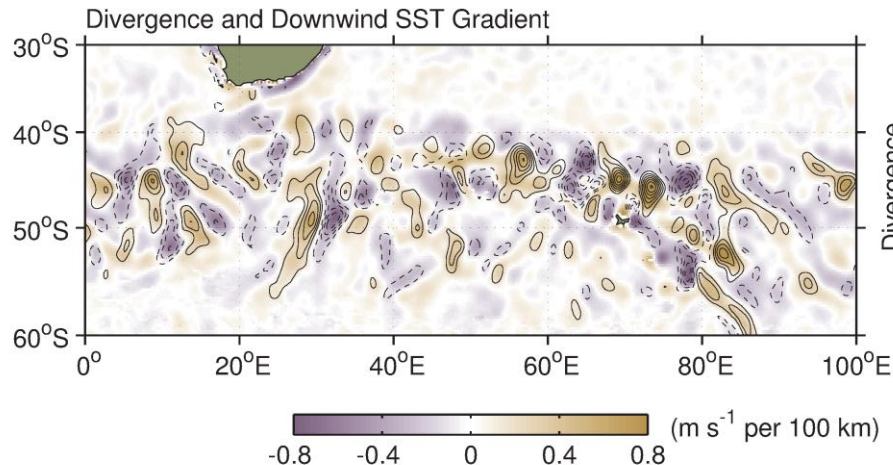 Divergence and Downwind SST Gradient
30°S
40°S
50°S
60°S
0°
20°E
40°E
60°E
80°E
100°E
Divergence
-0.8
-0.4
0
0.4
0.8
(m s⁻¹ per 100 km)